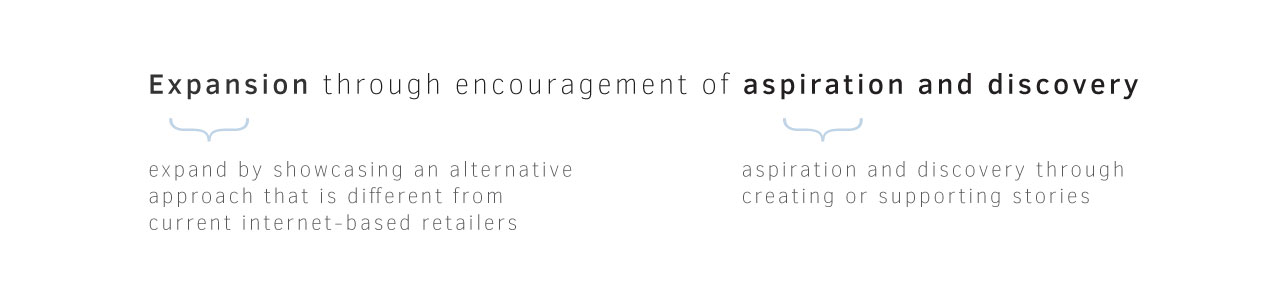 Expansion through encouragement of aspiration and discovery
expand by showcasing an alternative
approach that is different from
current internet-based retailers
aspiration and discovery through
creating or supporting stories